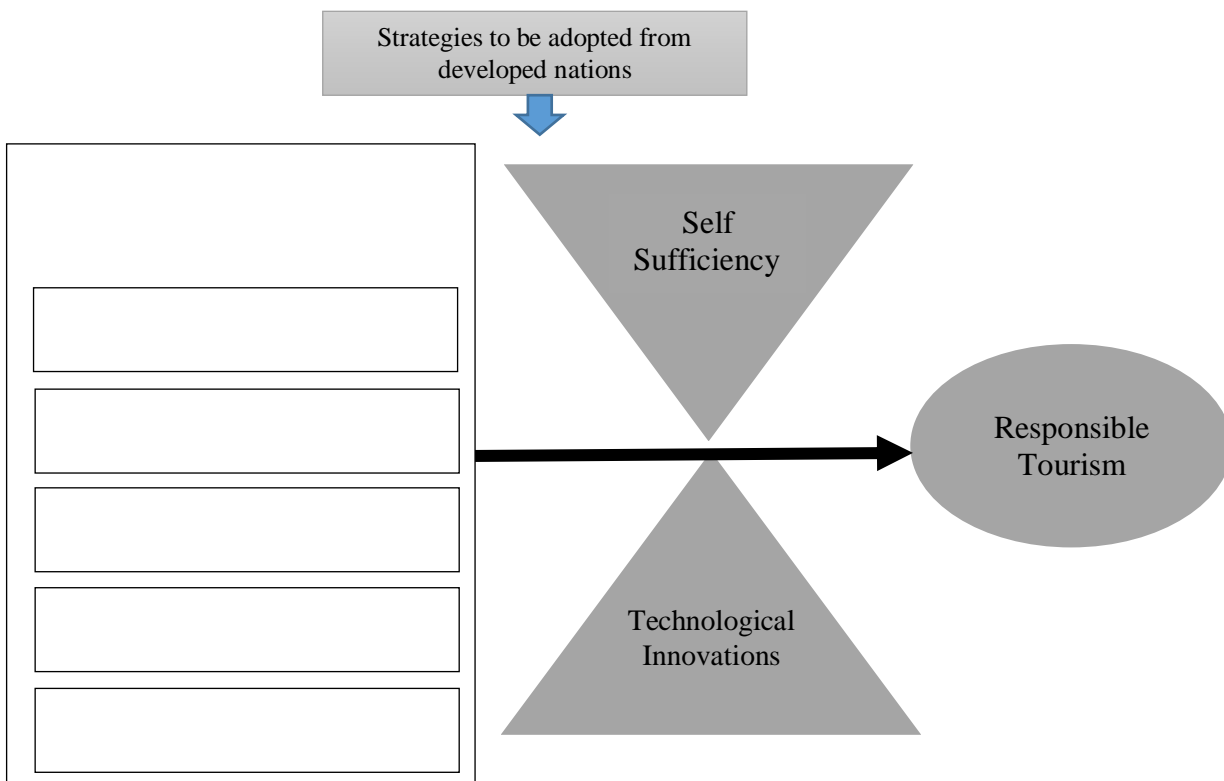 Strategies to be adopted from
developed nations
Self
Sufficiency
Responsible
Tourism
Technological
Innovations